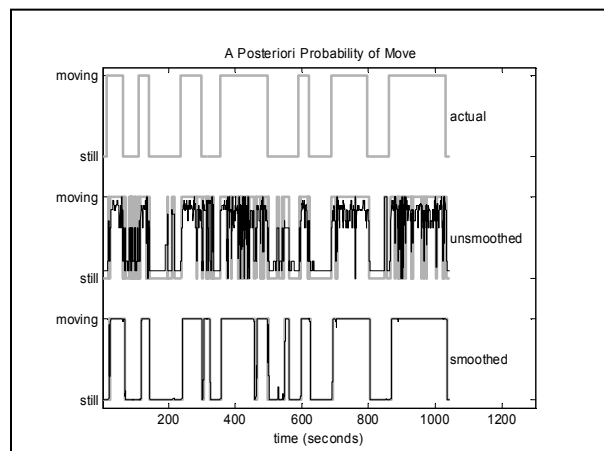 A Posteriori Probability of Move
moving
actual
still
moving
unsmoothed
still
moving
smoothed
still
200 400 600 800 1000 1200
time (seconds)